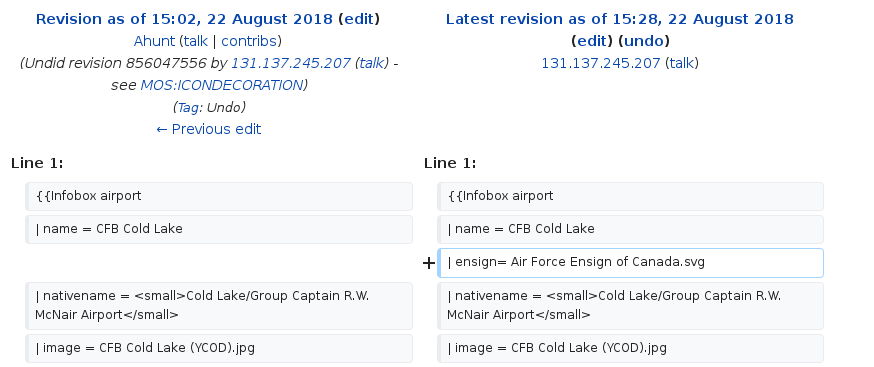 Revision as of 15:02, 22 August 2018 (edit)
Ahunt (talk | contribs)
(Undid revision 856047556 by 131.137.245.207 (talk) -
see MOS:ICONDECORATION)
(Tag: Undo)
← Previous edit
Latest revision as of 15:28, 22 August 2018
(edit) (undo)
131.137.245.207 (talk)
Line 1:
Line 1:
{{Infobox airport
{{Infobox airport
| name = CFB Cold Lake
| name = CFB Cold Lake
+ | ensign= Air Force Ensign of Canada.svg
| nativename = <small>Cold Lake/Group Captain R.W.
McNair Airport</small>
| nativename = <small>Cold Lake/Group Captain R.W.
McNair Airport</small>
| image = CFB Cold Lake (YCOD).jpg
| image = CFB Cold Lake (YCOD).jpg